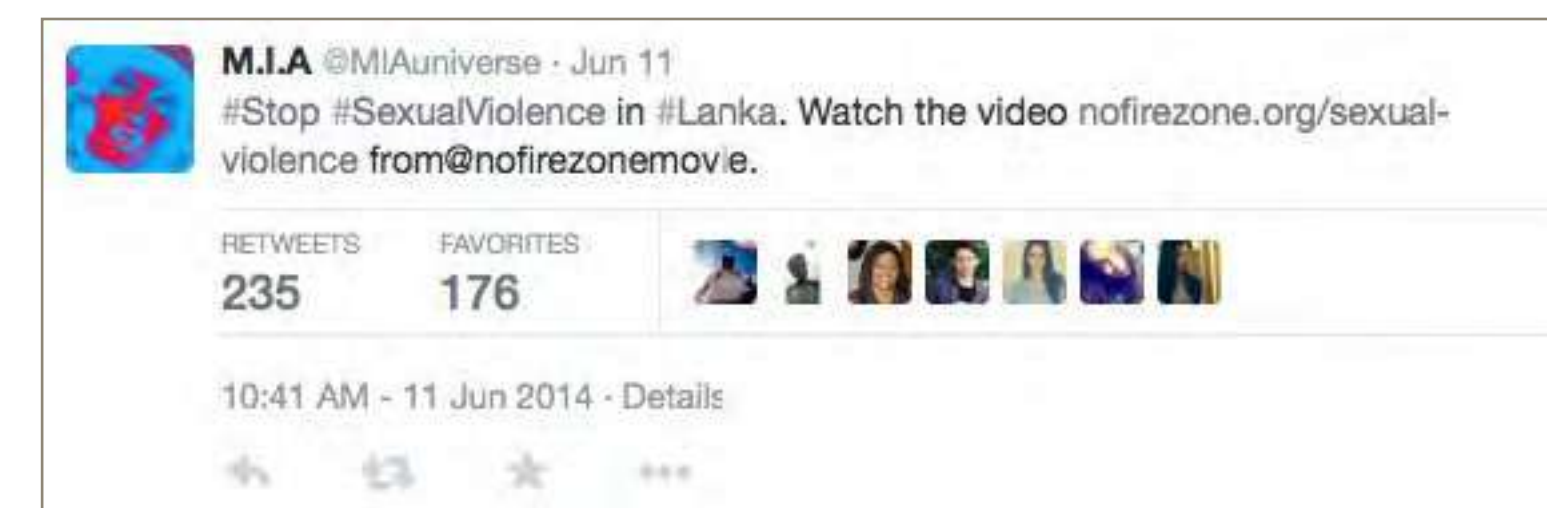 M.I.A @MIAuniverse · Jun 11
#Stop #SexualViolence in #Lanka. Watch the video nofirezone.org/sexual-
violence from@nofirezonemovie.
RETWEETS FAVORITES
235 176
10:41 AM - 11 Jun 2014 · Details